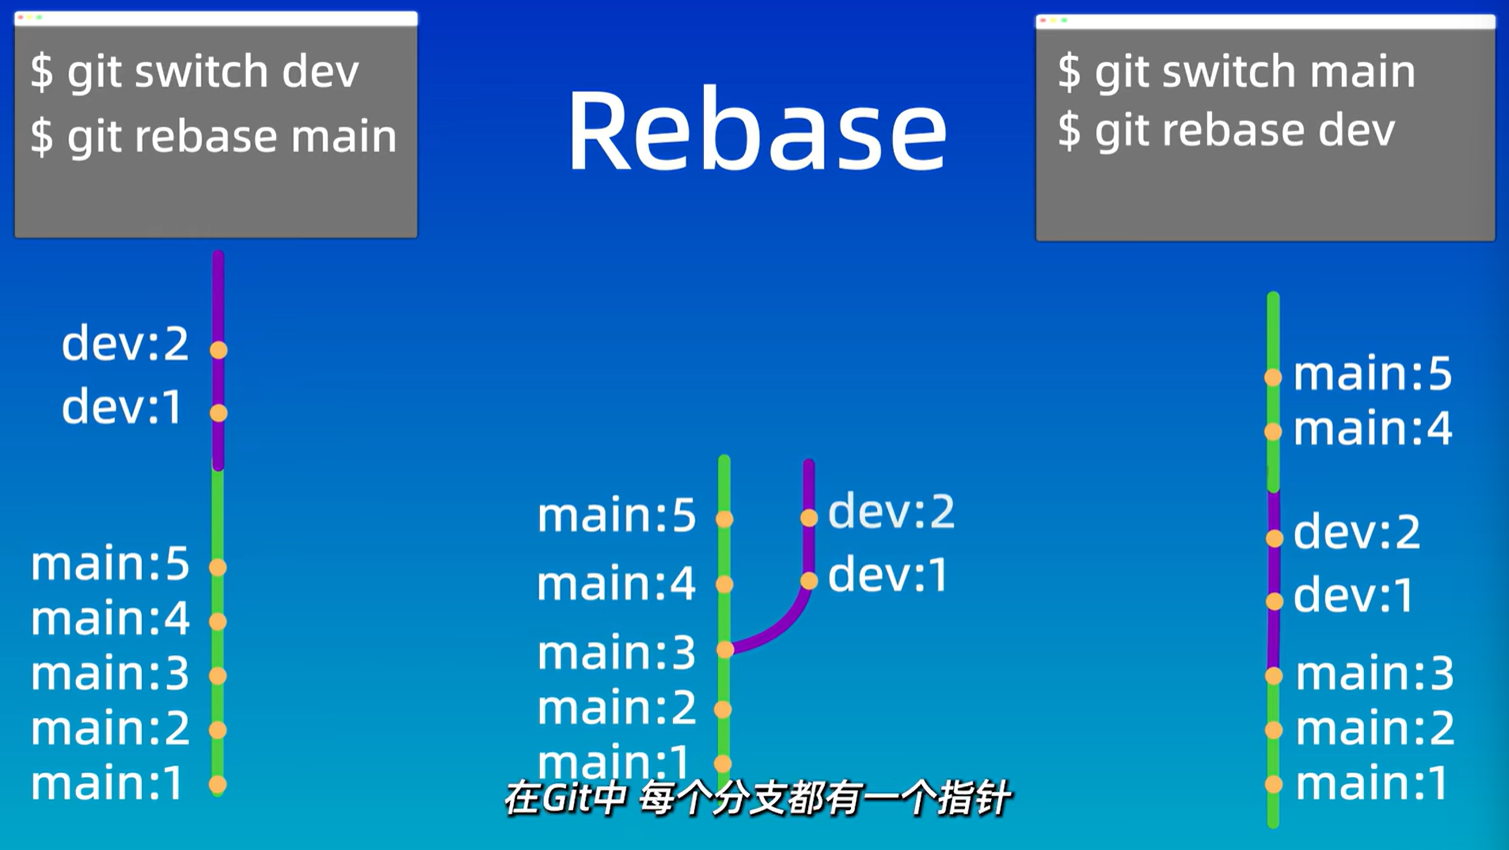 $ git switch dev
$ git rebase main
Rebase
$ git switch main
$ git rebase dev
dev:2
dev:1
main:5
main:4
main:3
main:2
main:1
main:5
main:4
main:3
main:2
main:1
dev:2
dev:1
main:5
main:4
dev:2
dev:1
main:3
main:2
main:1
在Git中 每个分支都有一个指针